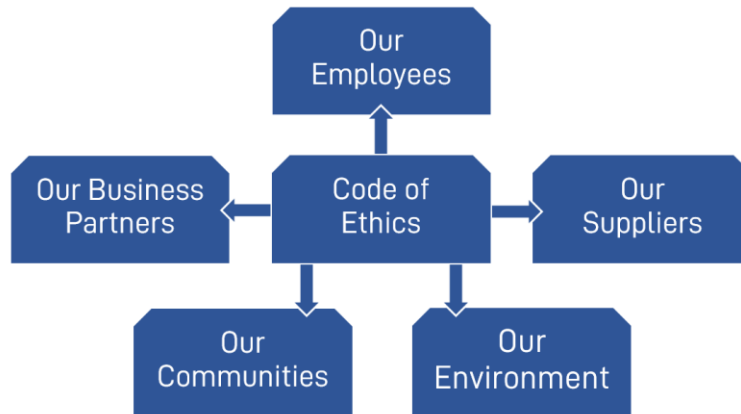 Our
Employees
Our Business
Partners
Code of
Ethics
Our
Suppliers
Our
Communities
Our
Environment